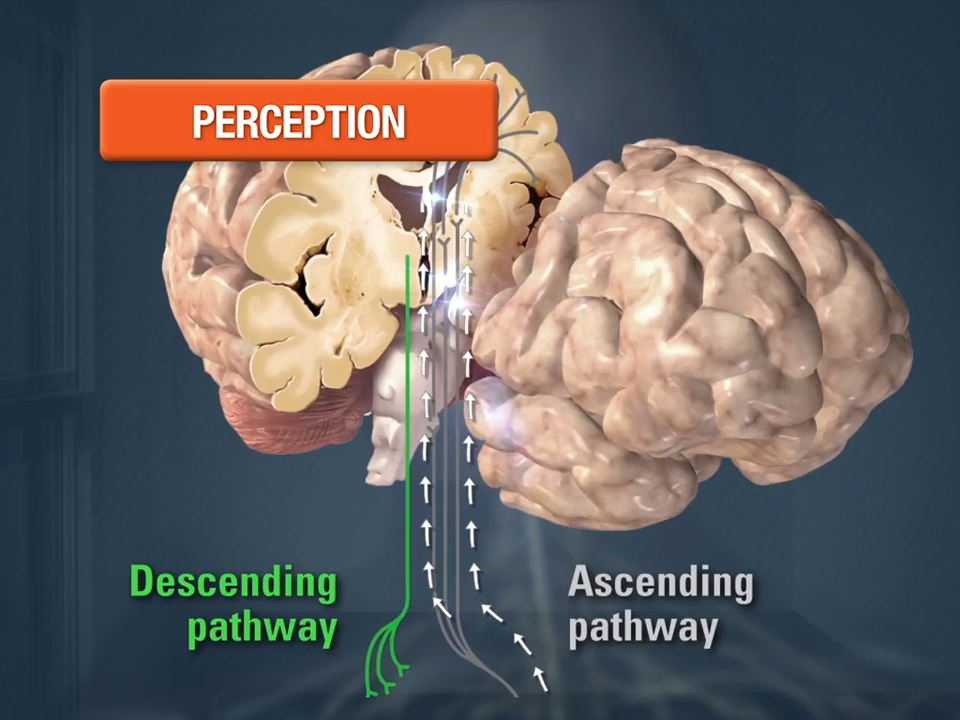 PERCEPTION
Descending
pathway
Ascending
pathway